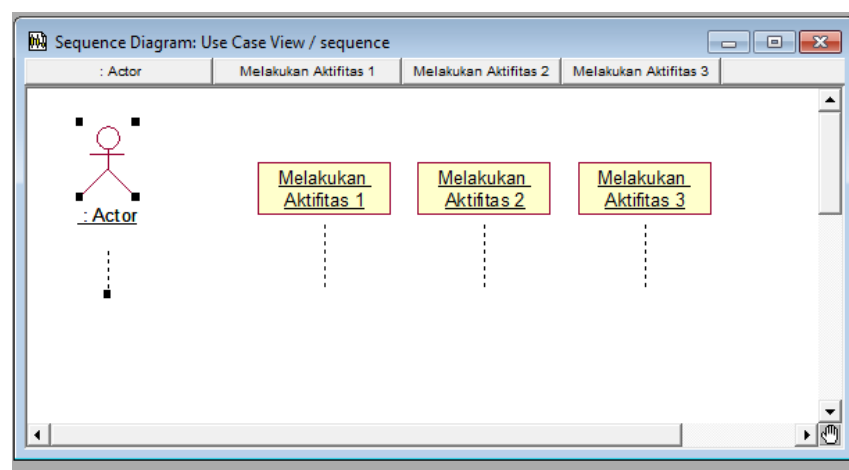 Sequence Diagram: Use Case View / sequence
: Actor
Melakukan Aktifitas 1
Melakukan Aktifitas 2
Melakukan Aktifitas 3
: Actor
Melakukan
Aktifitas 1
Melakukan
Aktifitas 2
Melakukan
Aktifitas 3